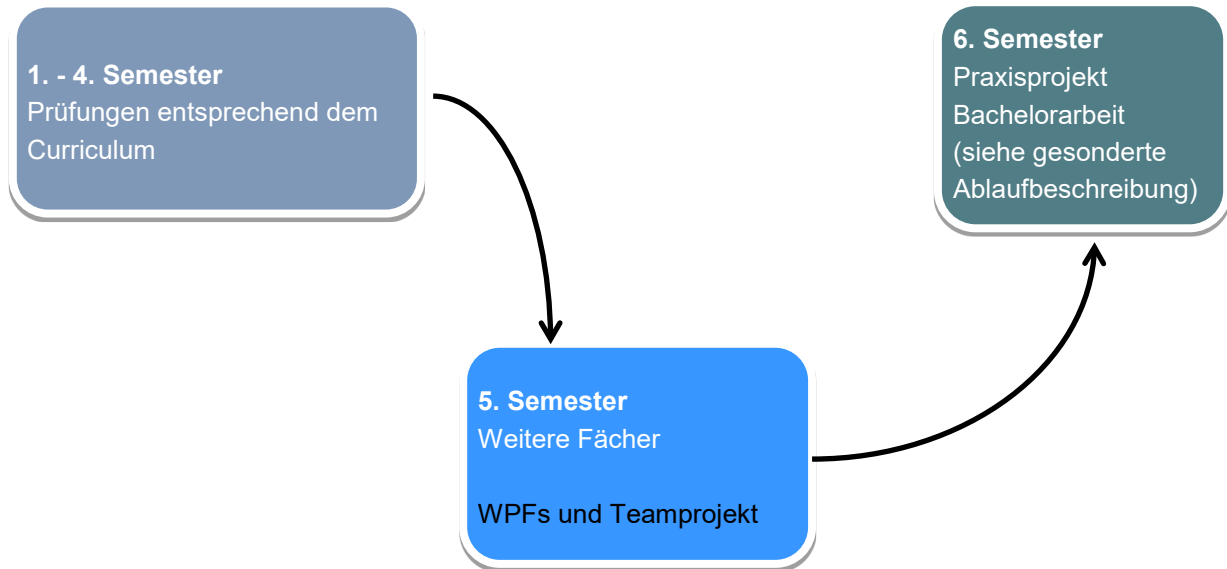 1. - 4. Semester
Prüfungen entsprechend dem
Curriculum
5. Semester
Weitere Fächer
WPFs und Teamprojekt
6. Semester
Praxisprojekt
Bachelorarbeit
(siehe gesonderte
Ablaufbeschreibung)